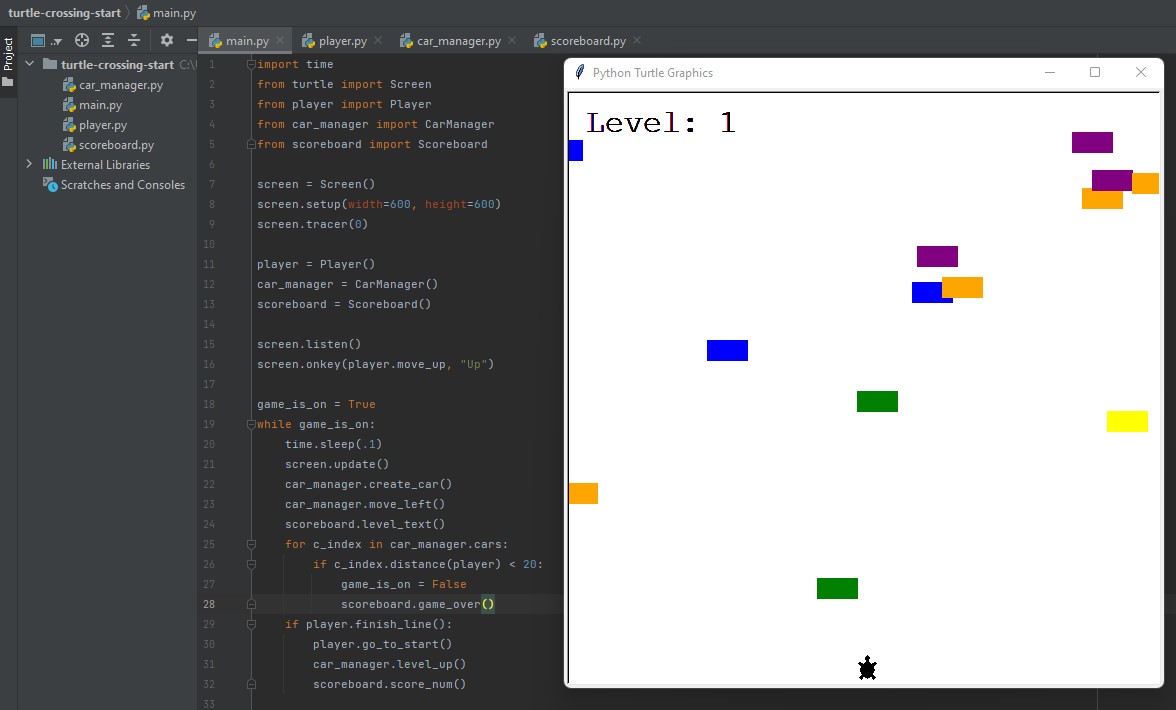 turtle-crossing-start main.py
Project
main.py player.py car_manager.py scoreboard.py
turtle-crossing-start C:\
car_manager.py
main.py
player.py
scoreboard.py
External Libraries
Scratches and Consoles
1 import time
2 from turtle import Screen
3 from player import Player
4 from car_manager import CarManager
5 from scoreboard import Scoreboard
6
7 screen = Screen()
8 screen.setup(width=600, height=600)
9 screen.tracer(0)
10
11 player = Player()
12 car_manager = CarManager()
13 scoreboard = Scoreboard()
14
15 screen.listen()
16 screen.onkey(player.move_up, "Up")
17
18 game_is_on = True
19 while game_is_on:
20     time.sleep(.1)
21     screen.update()
22     car_manager.create_car()
23     car_manager.move_left()
24     scoreboard.level_text()
25     for c_index in car_manager.cars:
26         if c_index.distance(player) < 20:
27             game_is_on = False
28             scoreboard.game_over()
29     if player.finish_line():
30         player.go_to_start()
31         car_manager.level_up()
32         scoreboard.score_num()
33
Python Turtle Graphics
Level: 1